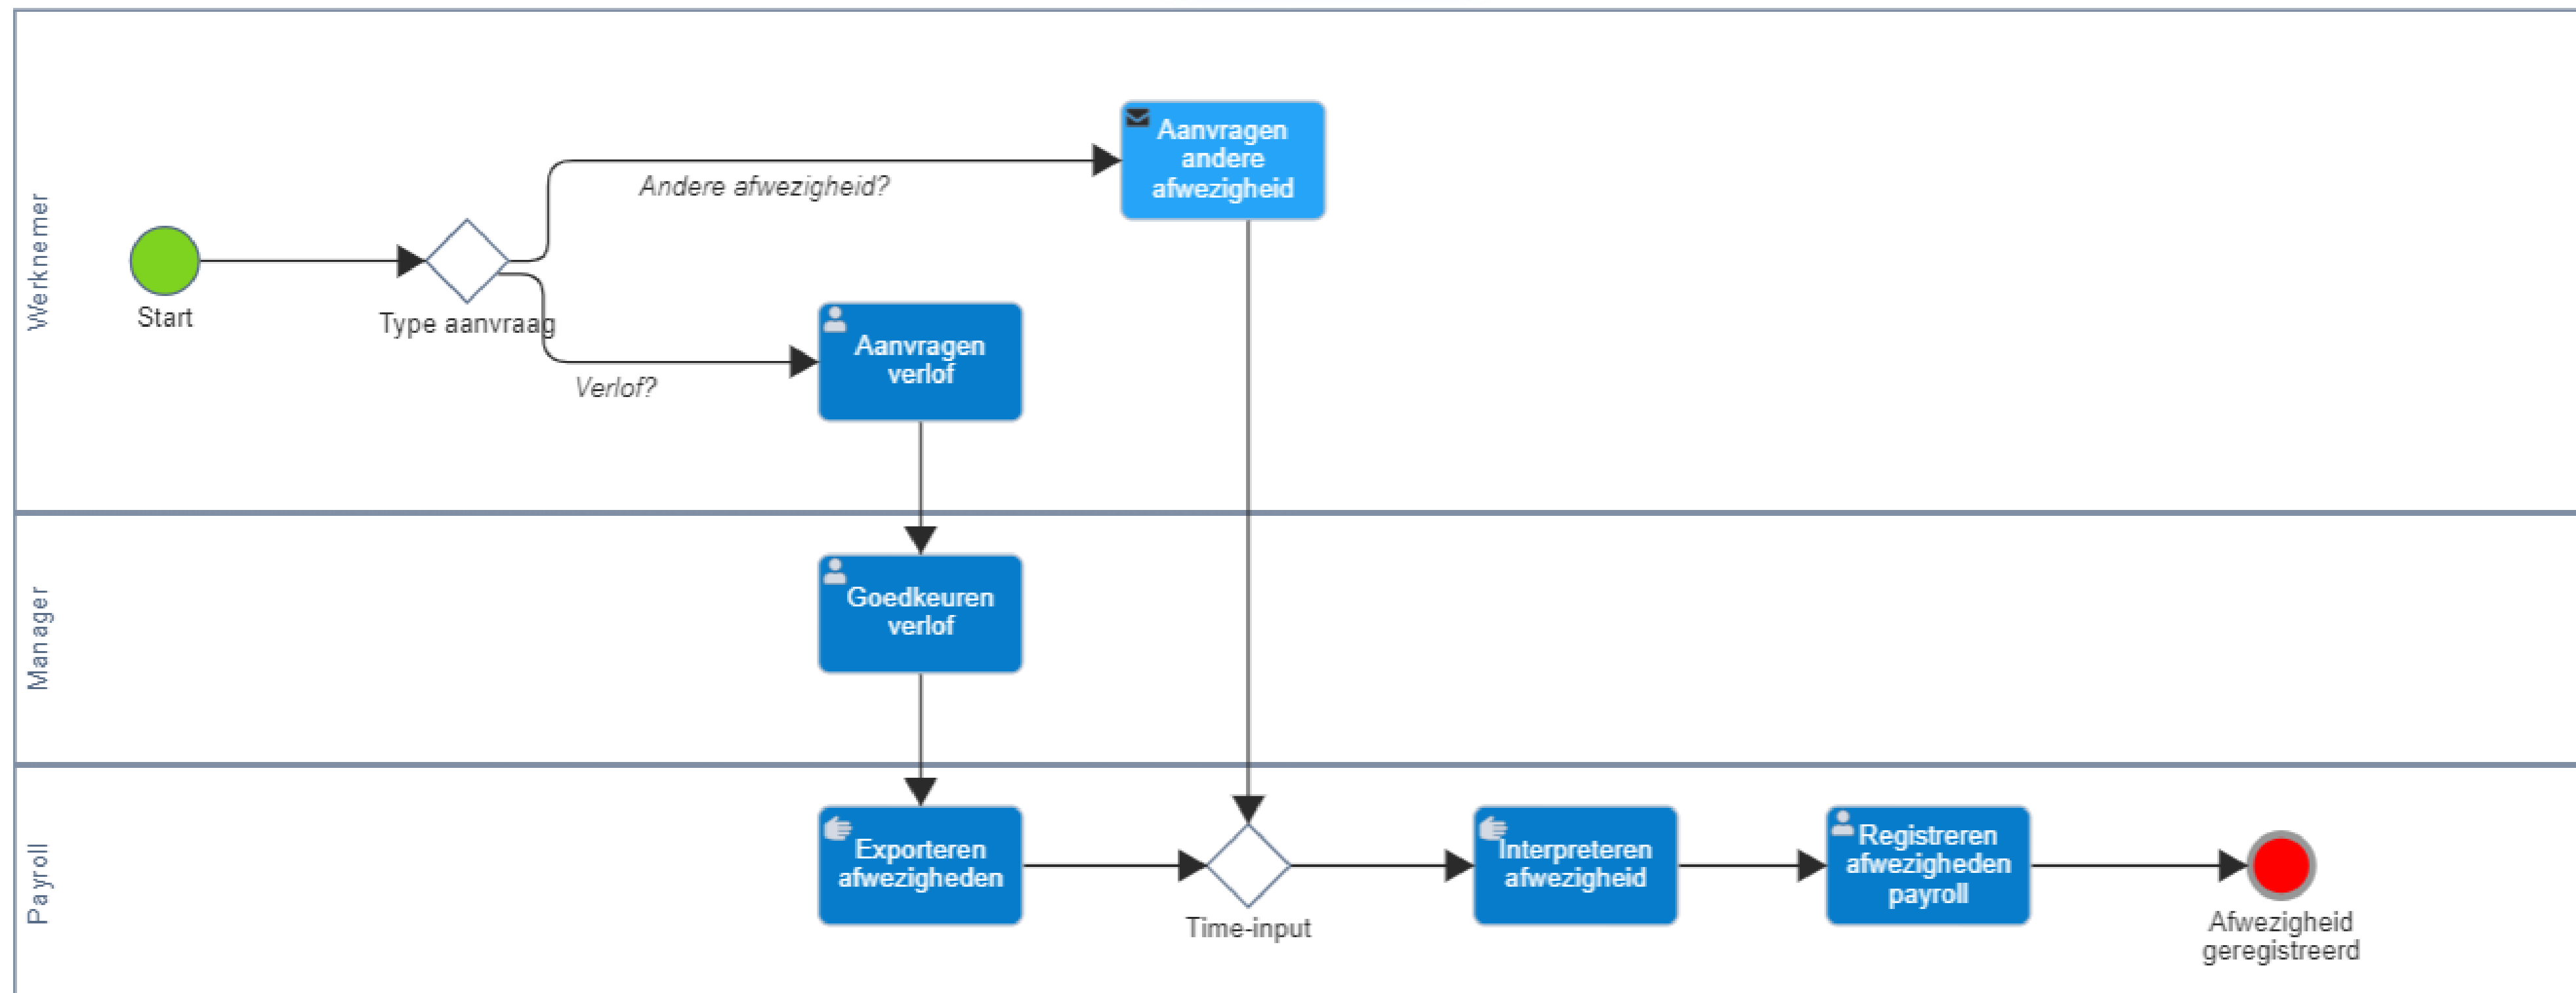 Werknemer
Start
Type aanvraag
Andere afwezigheid?
Verlof?
Aanvragen
andere
afwezigheid
Aanvragen
verlof
Manager
Goedkeuren
verlof
Payroll
Exporteren
afwezigheden
Time-input
Interpreteren
afwezigheid
Registreren
afwezigheden
payroll
Afwezigheid
geregistreerd